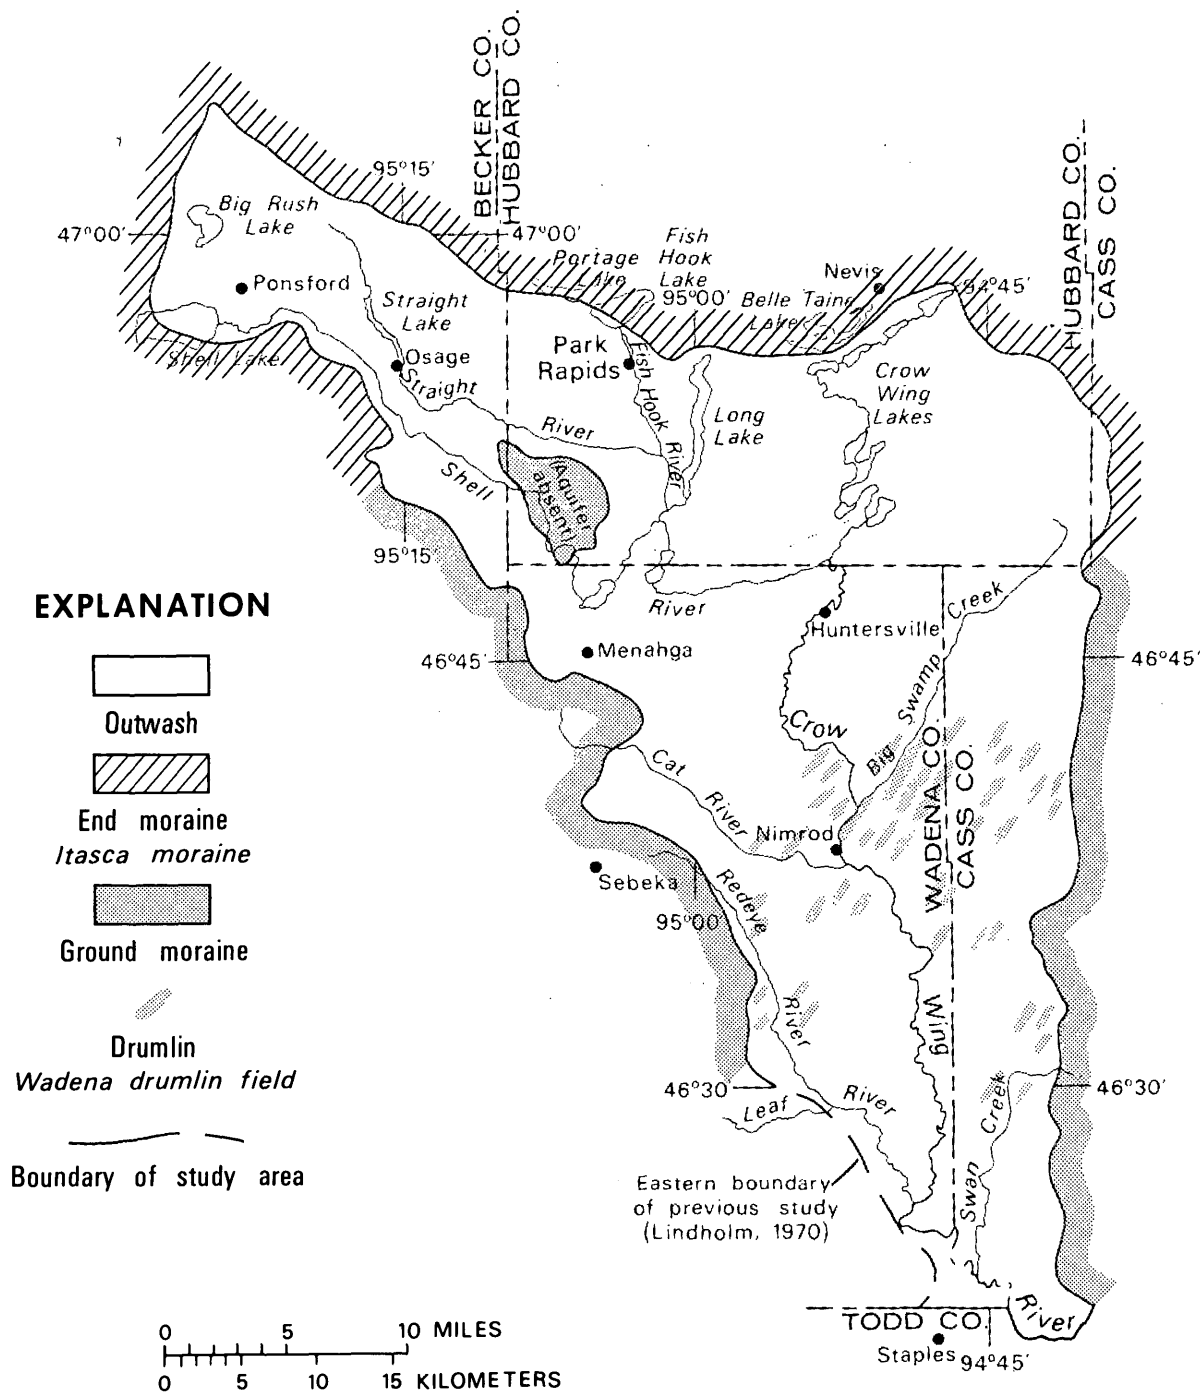 BECKER CO.
HUBBARD CO.
HUBBARD CO.
CASS CO.
95°15'
Big Rush
Lake
47°00'
47°00'
Portage
Lake
Fish
Hook
Lake
95°00'
Nevis
Belle Taine
Lake
94°45'
Ponsford
Straight
Lake
Shell Lake
Osage
Straight
River
Park
Rapids
Fish Hook River
Long
Lake
Crow
Wing
Lakes
Shell
(Aquifer
absent)
95°15'
River
Creek
Huntersville
Menahga
46°45'
46°45'
Swamp
Big
Crow
Cat
River
Nimrod
WADENA CO.
CASS CO.
Sebeka
Redeye
95°00'
River
Wing
46°30'
46°30'
Leaf
River
Creek
Swan
Eastern boundary
of previous study
(Lindholm, 1970)
River
TODD CO.
Staples
94°45'
EXPLANATION
Outwash
End moraine
Itasca moraine
Ground moraine
Drumlin
Wadena drumlin field
Boundary of study area
0 5 10 MILES
0 5 10 15 KILOMETERS